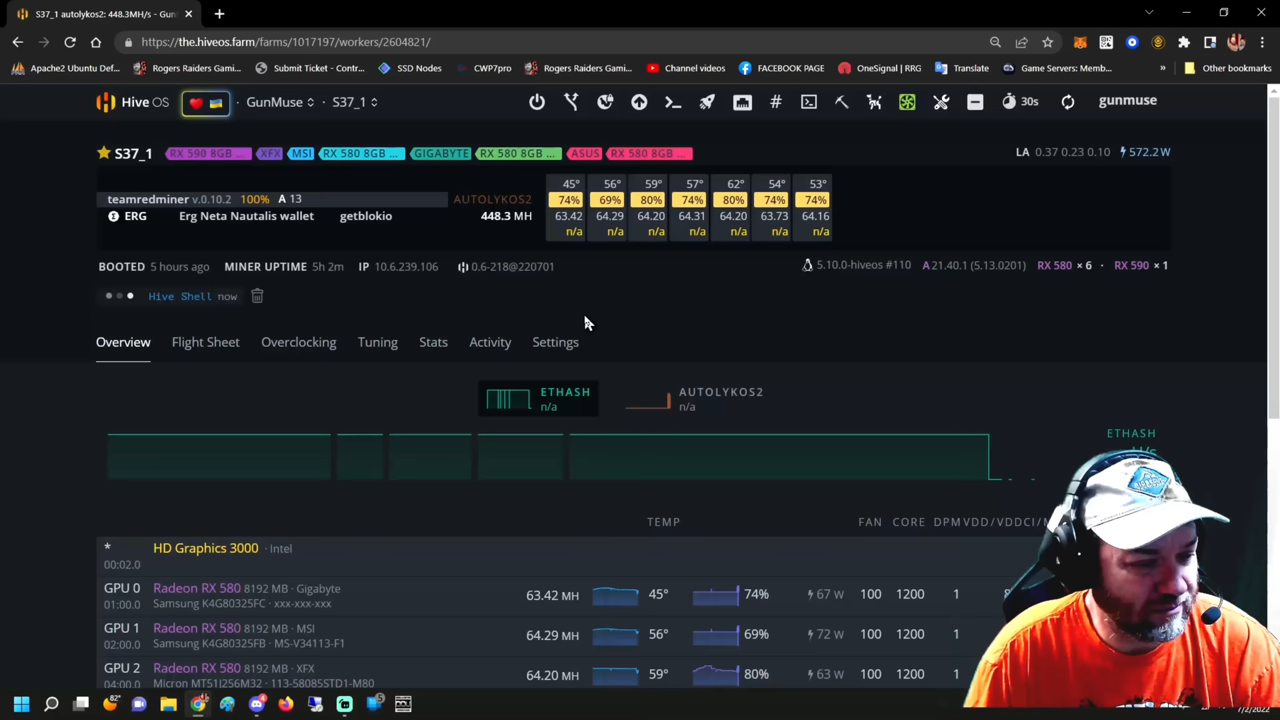 S37_1 autolykos2: 448.3MH/s - Gun
https://the.hiveos.farm/farms/1017197/workers/2604821/
Apache2 Ubuntu Def... Rogers Raiders Gami... Submit Ticket - Contr... SSD Nodes CWP7pro Rogers Raiders Gami... Channel videos FACEBOOK PAGE OneSignal | RRG Translate Game Servers: Memb... » Other bookmarks
Hive OS GunMuse S37_1 30s gunmuse
S37_1 RX 590 8GB ... XFX MSI RX 580 8GB ... GIGABYTE RX 580 8GB ... ASUS RX 580 8GB ... LA 0.37 0.23 0.10 572.2W
45° 56° 59° 57° 62° 54° 53°
teamredminer v.0.10.2 100% A 13 AUTOLYKOS2 74% 69% 80% 74% 80% 74% 74%
ERG Erg Neta Nautalis wallet getblokio 448.3 MH 63.42 64.29 64.20 64.31 64.20 63.73 64.16
n/a n/a n/a n/a n/a n/a n/a
BOOTED 5 hours ago MINER UPTIME 5h 2m IP 10.6.239.106 0.6-218@220701 5.10.0-hiveos #110 A 21.40.1 (5.13.0201) RX 580 × 6 · RX 590 × 1
Hive Shell now
Overview Flight Sheet Overclocking Tuning Stats Activity Settings
ETHASH AUTOLYKOS2
n/a n/a
ETHASH
TEMP FAN CORE DPM VDD/VDDCI/M
* HD Graphics 3000 · Intel
00:02.0
GPU 0 Radeon RX 580 8192 MB · Gigabyte 63.42 MH 45° 74% 67 W 100 1200 1
01:00.0 Samsung K4G80325FC · xxx-xxx-xxx
GPU 1 Radeon RX 580 8192 MB · MSI 64.29 MH 56° 69% 72 W 100 1200 1
02:00.0 Samsung K4G80325FB · MS-V34113-F1
GPU 2 Radeon RX 580 8192 MB · XFX 64.20 MH 59° 80% 63 W 100 1200 1
04:00.0 Micron MT51J256M32 · 113-58085STD1-M80
82°
7/2/2022